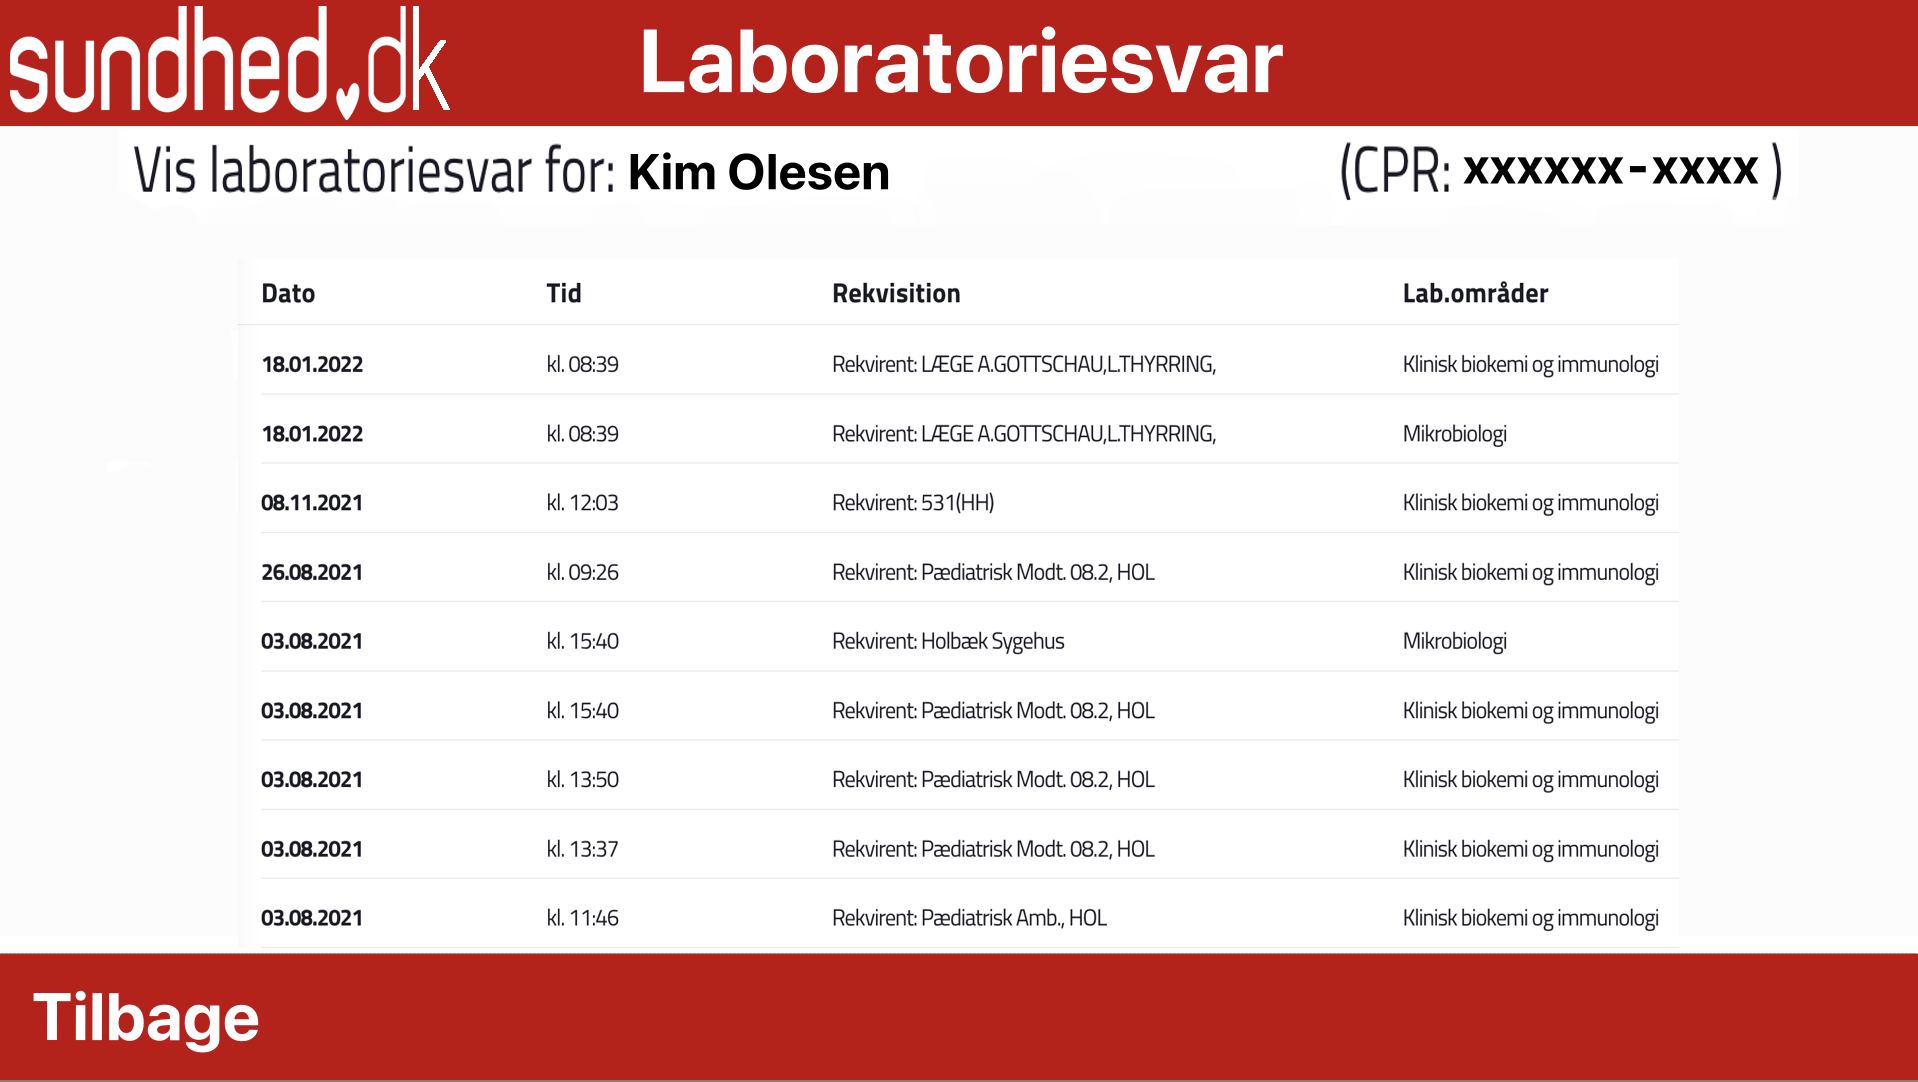 sundhed.dk
Laboratoriesvar
Vis laboratoriesvar for: Kim Olesen (CPR: xxxxxx-xxxx )
Dato Tid Rekvisition Lab.områder
18.01.2022 kl. 08:39 Rekvirent: LÆGE A.GOTTSCHAU,L.THYRRING, Klinisk biokemi og immunologi
18.01.2022 kl. 08:39 Rekvirent: LÆGE A.GOTTSCHAU,L.THYRRING, Mikrobiologi
08.11.2021 kl. 12:03 Rekvirent: 531(HH) Klinisk biokemi og immunologi
26.08.2021 kl. 09:26 Rekvirent: Pædiatrisk Modt. 08.2, HOL Klinisk biokemi og immunologi
03.08.2021 kl. 15:40 Rekvirent: Holbæk Sygehus Mikrobiologi
03.08.2021 kl. 15:40 Rekvirent: Pædiatrisk Modt. 08.2, HOL Klinisk biokemi og immunologi
03.08.2021 kl. 13:50 Rekvirent: Pædiatrisk Modt. 08.2, HOL Klinisk biokemi og immunologi
03.08.2021 kl. 13:37 Rekvirent: Pædiatrisk Modt. 08.2, HOL Klinisk biokemi og immunologi
03.08.2021 kl. 11:46 Rekvirent: Pædiatrisk Amb., HOL Klinisk biokemi og immunologi
Tilbage